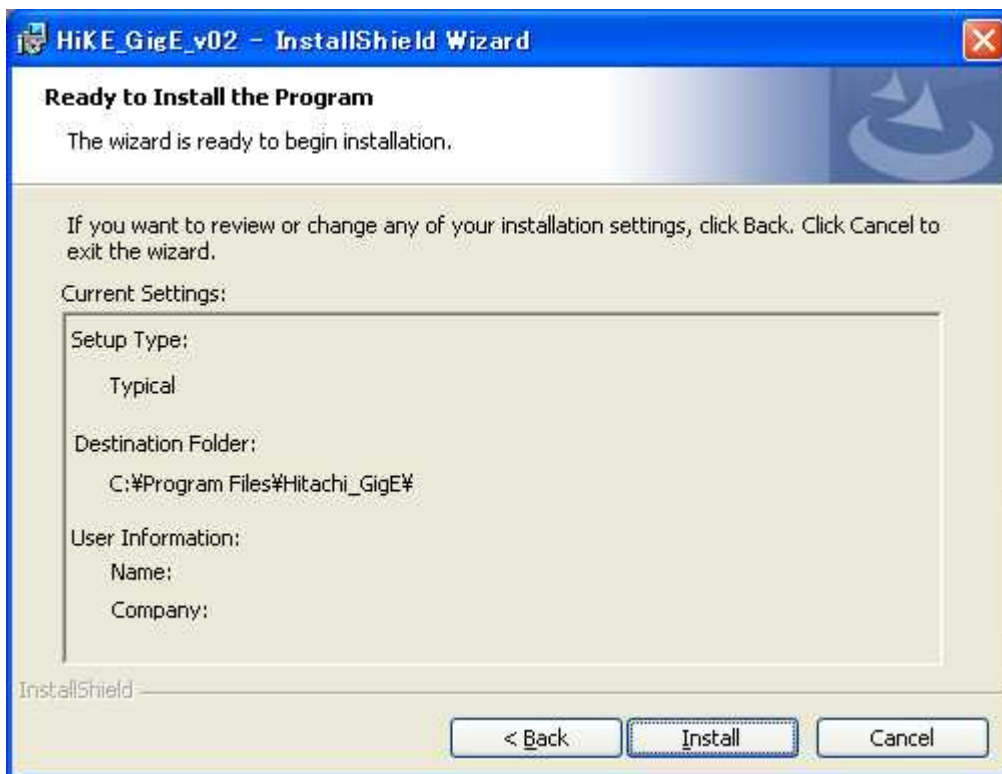 HiKE_GigE_v02 - InstallShield Wizard
Ready to Install the Program
The wizard is ready to begin installation.
If you want to review or change any of your installation settings, click Back. Click Cancel to
exit the wizard.
Current Settings:
Setup Type:
Typical
Destination Folder:
C:¥Program Files¥Hitachi_GigE¥
User Information:
Name:
Company:
InstallShield
< Back
Install
Cancel